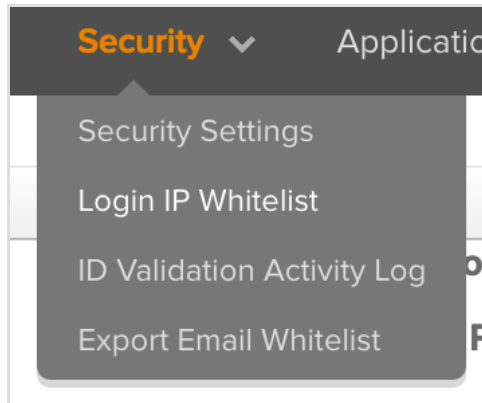 Security Applicatio
Security Settings
Login IP Whitelist
ID Validation Activity Log
Export Email Whitelist